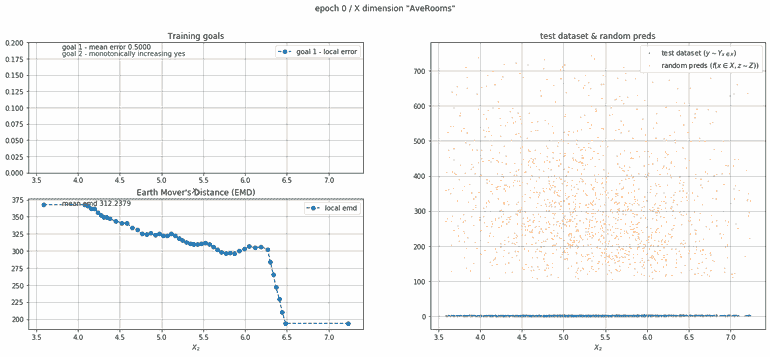 epoch 0 / X dimension "AveRooms"
Training goals
goal 1 - mean error 0.5000
goal 2 - monotonically increasing yes
goal 1 - local error
0.200
0.175
0.150
0.125
0.100
0.075
0.050
0.025
0.000
3.5 4.0 4.5 5.0 5.5 6.0 6.5 7.0
Earth Mover's Distance (EMD)
mean emd 312.2379
local emd
375
350
325
300
275
250
225
200
3.5 4.0 4.5 5.0 5.5 6.0 6.5 7.0
X₂
test dataset & random preds
test dataset (y ~ Yₓ∈X)
random preds (f(x ∈ X, z ~ Z))
700
600
500
400
300
200
100
0
3.5 4.0 4.5 5.0 5.5 6.0 6.5 7.0
X₂